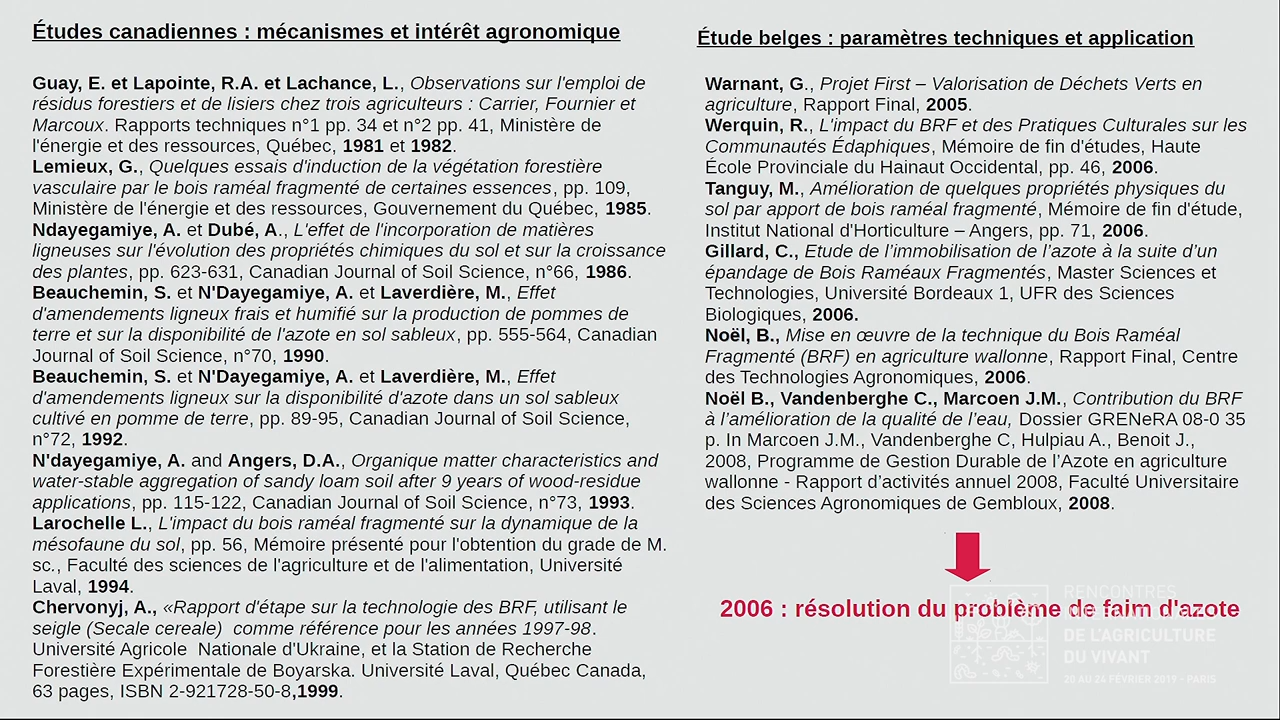 Études canadiennes : mécanismes et intérêt agronomique
Guay, E. et Lapointe, R.A. et Lachance, L., Observations sur l'emploi de
résidus forestiers et de lisiers chez trois agriculteurs : Carrier, Fournier et
Marcoux. Rapports techniques n°1 pp. 34 et n°2 pp. 41, Ministère de
l'énergie et des ressources, Québec, 1981 et 1982.
Lemieux, G., Quelques essais d'induction de la végétation forestière
vasculaire par le bois raméal fragmenté de certaines essences, pp. 109,
Ministère de l'énergie et des ressources, Gouvernement du Québec, 1985.
Ndayegamiye, A. et Dubé, A., L'effet de l'incorporation de matières
ligneuses sur l'évolution des propriétés chimiques du sol et sur la croissance
des plantes, pp. 623-631, Canadian Journal of Soil Science, n°66, 1986.
Beauchemin, S. et N'Dayegamiye, A. et Laverdière, M., Effet
d'amendements ligneux frais et humifié sur la production de pommes de
terre et sur la disponibilité de l'azote en sol sableux, pp. 555-564, Canadian
Journal of Soil Science, n°70, 1990.
Beauchemin, S. et N'Dayegamiye, A. et Laverdière, M., Effet
d'amendements ligneux sur la disponibilité d'azote dans un sol sableux
cultivé en pomme de terre, pp. 89-95, Canadian Journal of Soil Science,
n°72, 1992.
N'dayegamiye, A. and Angers, D.A., Organique matter characteristics and
water-stable aggregation of sandy loam soil after 9 years of wood-residue
applications, pp. 115-122, Canadian Journal of Soil Science, n°73, 1993.
Larochelle L., L'impact du bois raméal fragmenté sur la dynamique de la
mésofaune du sol, pp. 56, Mémoire présenté pour l'obtention du grade de M.
sc., Faculté des sciences de l'agriculture et de l'alimentation, Université
Laval, 1994.
Chervonyj, A., «Rapport d'étape sur la technologie des BRF, utilisant le
seigle (Secale cereale) comme référence pour les années 1997-98.
Université Agricole Nationale d'Ukraine, et la Station de Recherche
Forestière Expérimentale de Boyarska. Université Laval, Québec Canada,
63 pages, ISBN 2-921728-50-8,1999.
Étude belges : paramètres techniques et application
Warnant, G., Projet First – Valorisation de Déchets Verts en
agriculture, Rapport Final, 2005.
Werquin, R., L'impact du BRF et des Pratiques Culturales sur les
Communautés Édaphiques, Mémoire de fin d'études, Haute
École Provinciale du Hainaut Occidental, pp. 46, 2006.
Tanguy, M., Amélioration de quelques propriétés physiques du
sol par apport de bois raméal fragmenté, Mémoire de fin d'étude,
Institut National d'Horticulture – Angers, pp. 71, 2006.
Gillard, C., Etude de l’immobilisation de l’azote à la suite d’un
épandage de Bois Raméaux Fragmentés, Master Sciences et
Technologies, Université Bordeaux 1, UFR des Sciences
Biologiques, 2006.
Noël, B., Mise en œuvre de la technique du Bois Raméal
Fragmenté (BRF) en agriculture wallonne, Rapport Final, Centre
des Technologies Agronomiques, 2006.
Noël B., Vandenberghe C., Marcoen J.M., Contribution du BRF
à l’amélioration de la qualité de l’eau, Dossier GRENeRA 08-0 35
p. In Marcoen J.M., Vandenberghe C, Hulpiau A., Benoit J.,
2008, Programme de Gestion Durable de l’Azote en agriculture
wallonne - Rapport d’activités annuel 2008, Faculté Universitaire
des Sciences Agronomiques de Gembloux, 2008.
2006 : résolution du problème de faim d'azote
RENCONTRES
INTERNATIONALES
DE L'AGRICULTURE
DU VIVANT
20 AU 24 FÉVRIER 2019 - PARIS